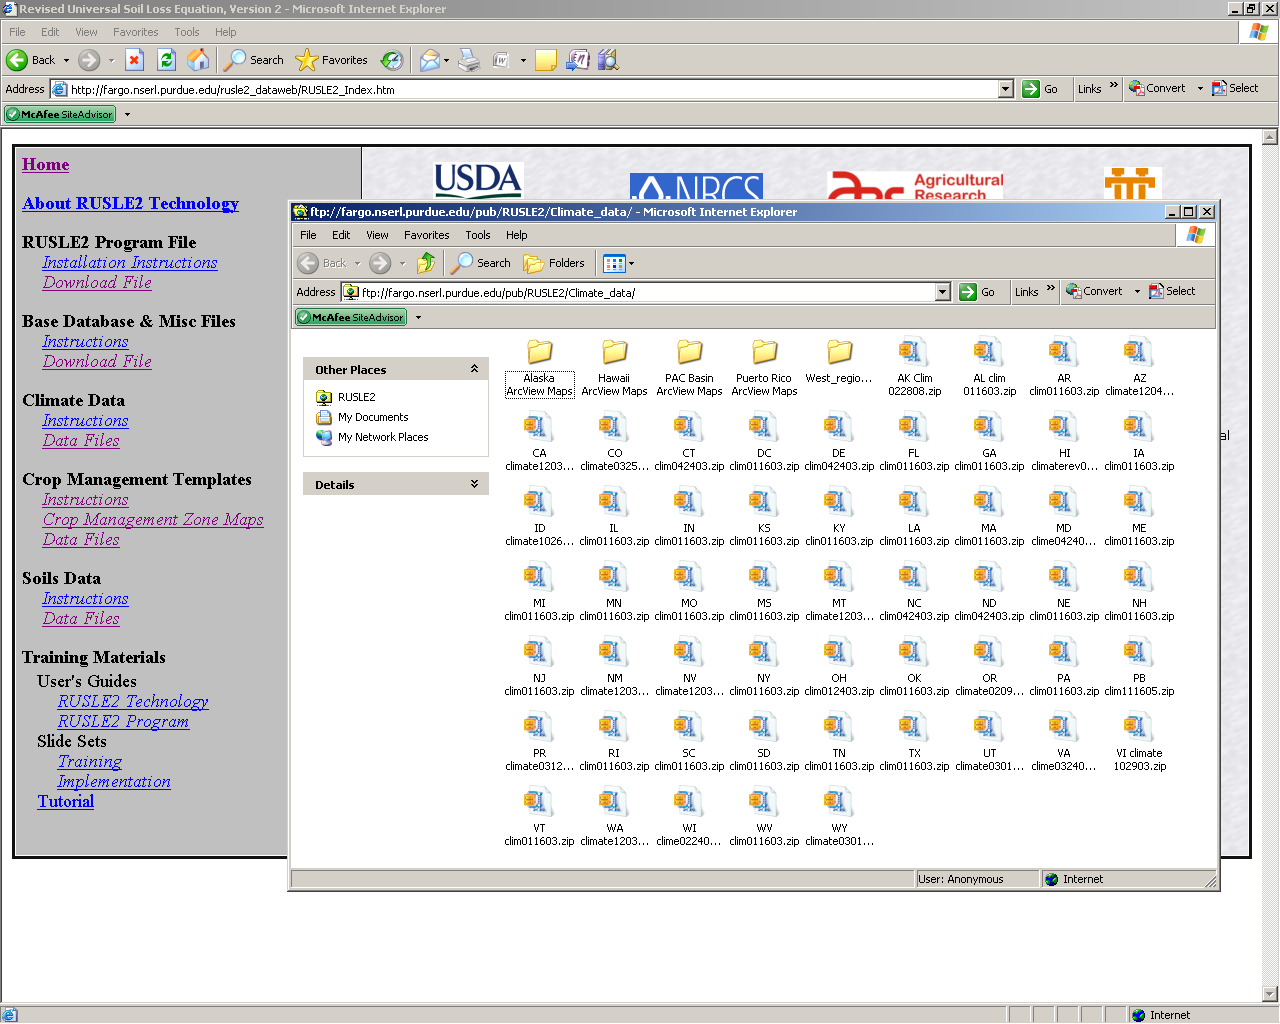 Revised Universal Soil Loss Equation, Version 2 - Microsoft Internet Explorer
File Edit View Favorites Tools Help
Back Search Favorites
Address http://fargo.nserl.purdue.edu/rusle2_dataweb/RUSLE2_Index.htm Go Links » Convert Select
McAfee SiteAdvisor
Home
About RUSLE2 Technology
RUSLE2 Program File
Installation Instructions
Download File
Base Database & Misc Files
Instructions
Download File
Climate Data
Instructions
Data Files
Crop Management Templates
Instructions
Crop Management Zone Maps
Data Files
Soils Data
Instructions
Data Files
Training Materials
User's Guides
RUSLE2 Technology
RUSLE2 Program
Slide Sets
Training
Implementation
Tutorial
USDA
NRCS
Agricultural
Research
al
ftp://fargo.nserl.purdue.edu/pub/RUSLE2/Climate_data/ - Microsoft Internet Explorer
File Edit View Favorites Tools Help
Back Search Folders
Address ftp://fargo.nserl.purdue.edu/pub/RUSLE2/Climate_data/ Go Links » Convert Select
McAfee SiteAdvisor
Other Places
RUSLE2
My Documents
My Network Places
Details
Alaska Hawaii PAC Basin Puerto Rico West_regio... AK Clim AL clim AR AZ
ArcView Maps ArcView Maps ArcView Maps ArcView Maps 022808.zip 011603.zip clim011603.zip climate1204...
CA CO CT DC DE FL GA HI IA
climate1203... climate0325... clim042403.zip clim011603.zip clim042403.zip clim011603.zip clim011603.zip climaterev0... clim011603.zip
ID IL IN KS KY LA MA MD ME
climate1026... clim011603.zip clim011603.zip clim011603.zip clin011603.zip clim011603.zip clim011603.zip clime04240... clim011603.zip
MI MN MO MS MT NC ND NE NH
clim011603.zip clim011603.zip clim011603.zip clim011603.zip climate1203... clim042403.zip clim042403.zip clim011603.zip clim011603.zip
NJ NM NV NY OH OK OR PA PB
clim011603.zip climate1203... climate1203... clim011603.zip clim012403.zip clim011603.zip climate0209... clim011603.zip clim111605.zip
PR RI SC SD TN TX UT VA VI climate
climate0312... clim011603.zip clim011603.zip clim011603.zip clim011603.zip clim011603.zip climate0301... clime03240... 102903.zip
VT WA WI WV WY
clim011603.zip climate1203... clime02240... clim011603.zip climate0301...
User: Anonymous Internet
Internet